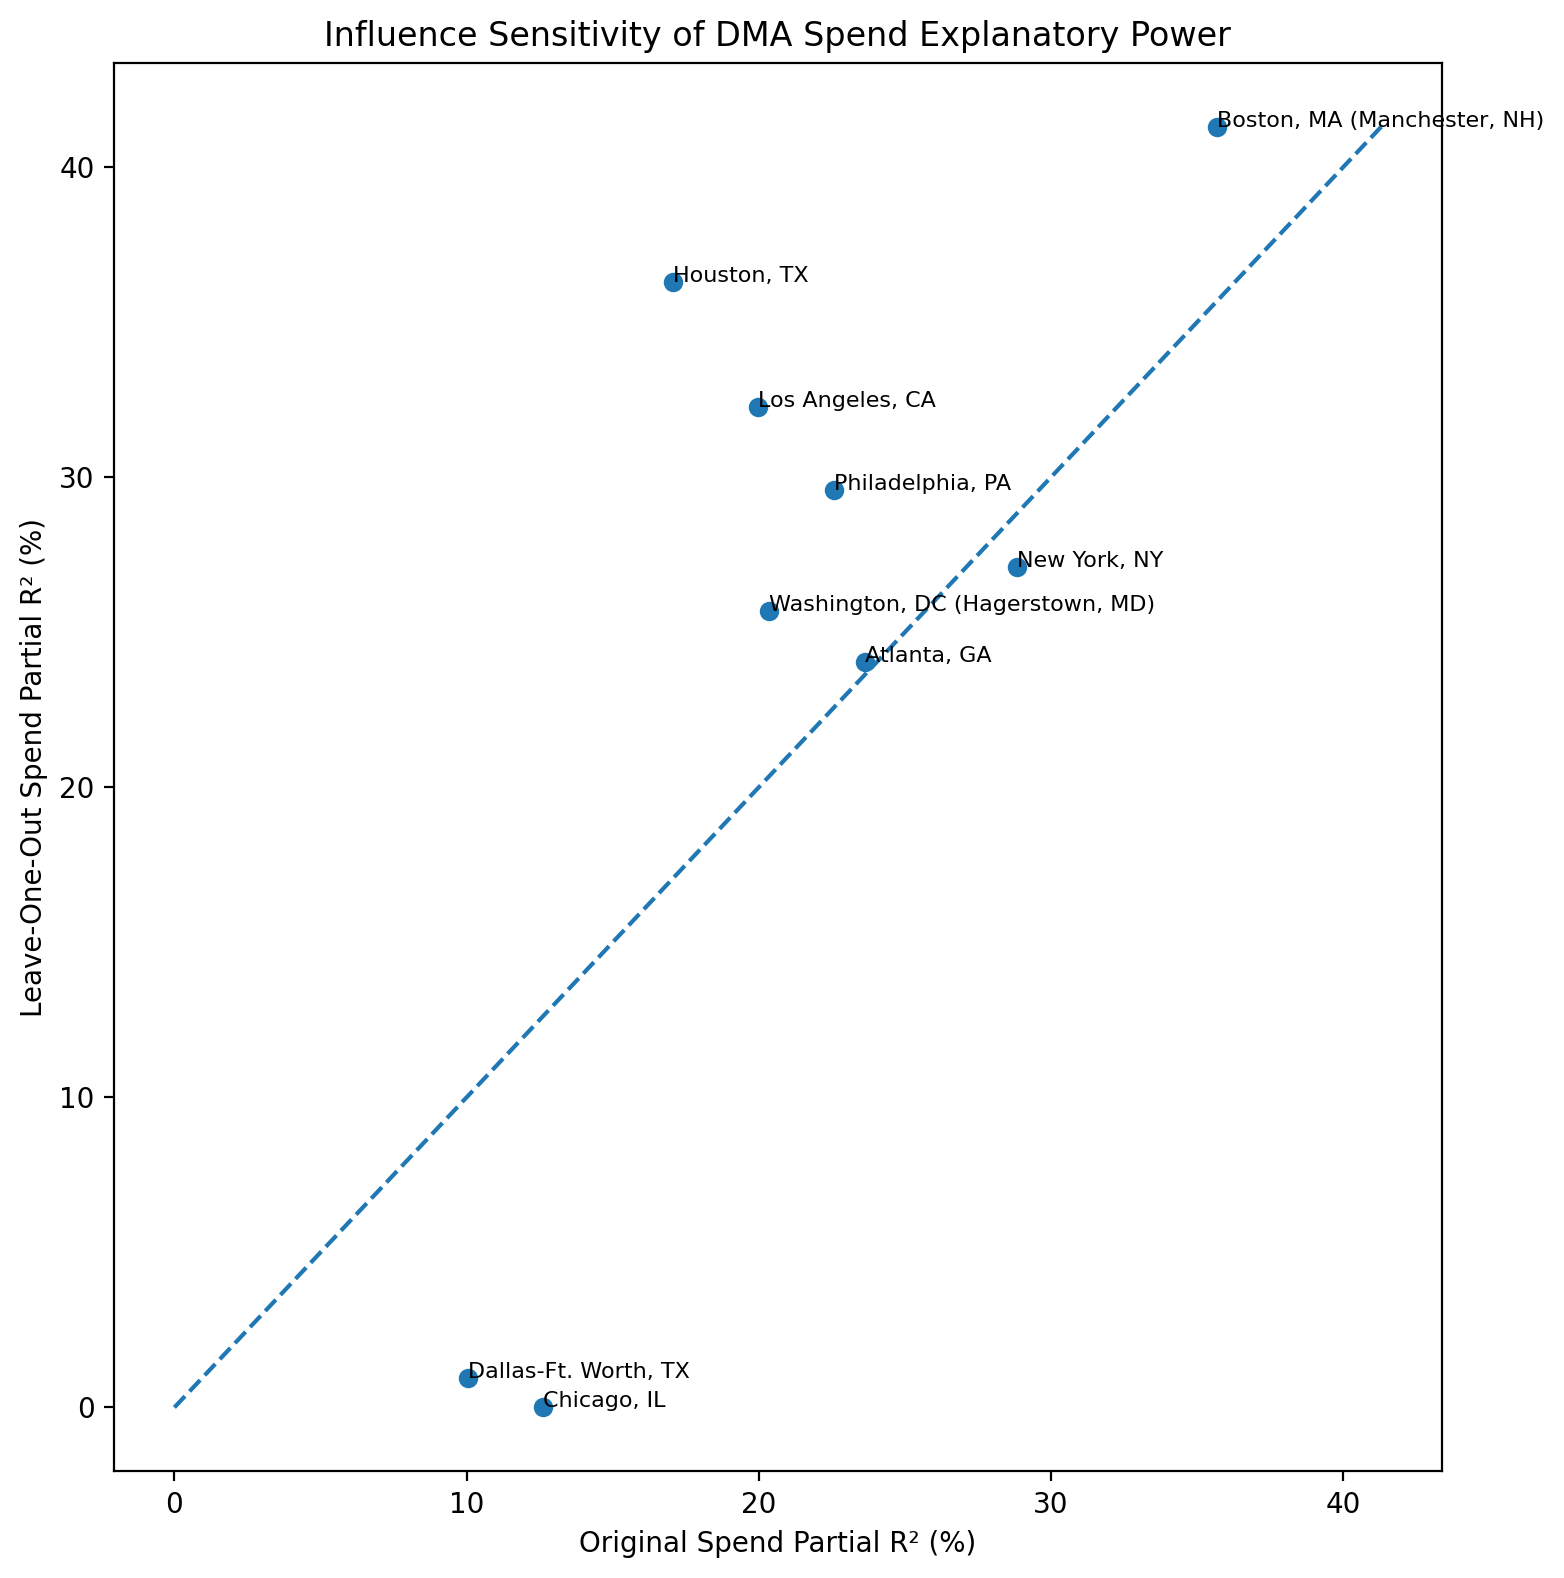 Influence Sensitivity of DMA Spend Explanatory Power
Boston, MA (Manchester, NH)
40
Houston, TX
Los Angeles, CA
30
Philadelphia, PA
New York, NY
Washington, DC (Hagerstown, MD)
Atlanta, GA
Leave-One-Out Spend Partial R² (%)
20
10
Dallas-Ft. Worth, TX
Chicago, IL
0
0 10 20 30 40
Original Spend Partial R² (%)